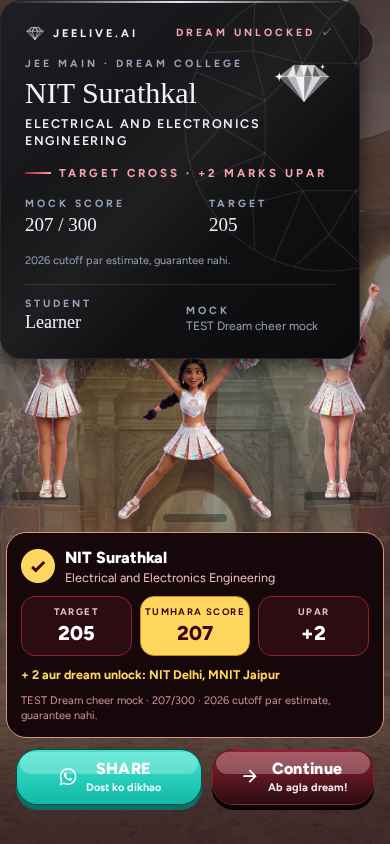 JEELIVE.AI
DREAM UNLOCKED ✓
JEE MAIN · DREAM COLLEGE
NIT Surathkal
ELECTRICAL AND ELECTRONICS
ENGINEERING
TARGET CROSS · +2 MARKS UPAR
MOCK SCORE
TARGET
207 / 300
205
2026 cutoff par estimate, guarantee nahi.
STUDENT
MOCK
Learner
TEST Dream cheer mock
NIT Surathkal
Electrical and Electronics Engineering
TARGET
TUMHARA SCORE
UPAR
205
207
+2
+ 2 aur dream unlock: NIT Delhi, MNIT Jaipur
TEST Dream cheer mock · 207/300 · 2026 cutoff par estimate,
guarantee nahi.
SHARE
Dost ko dikhao
Continue
Ab agla dream!